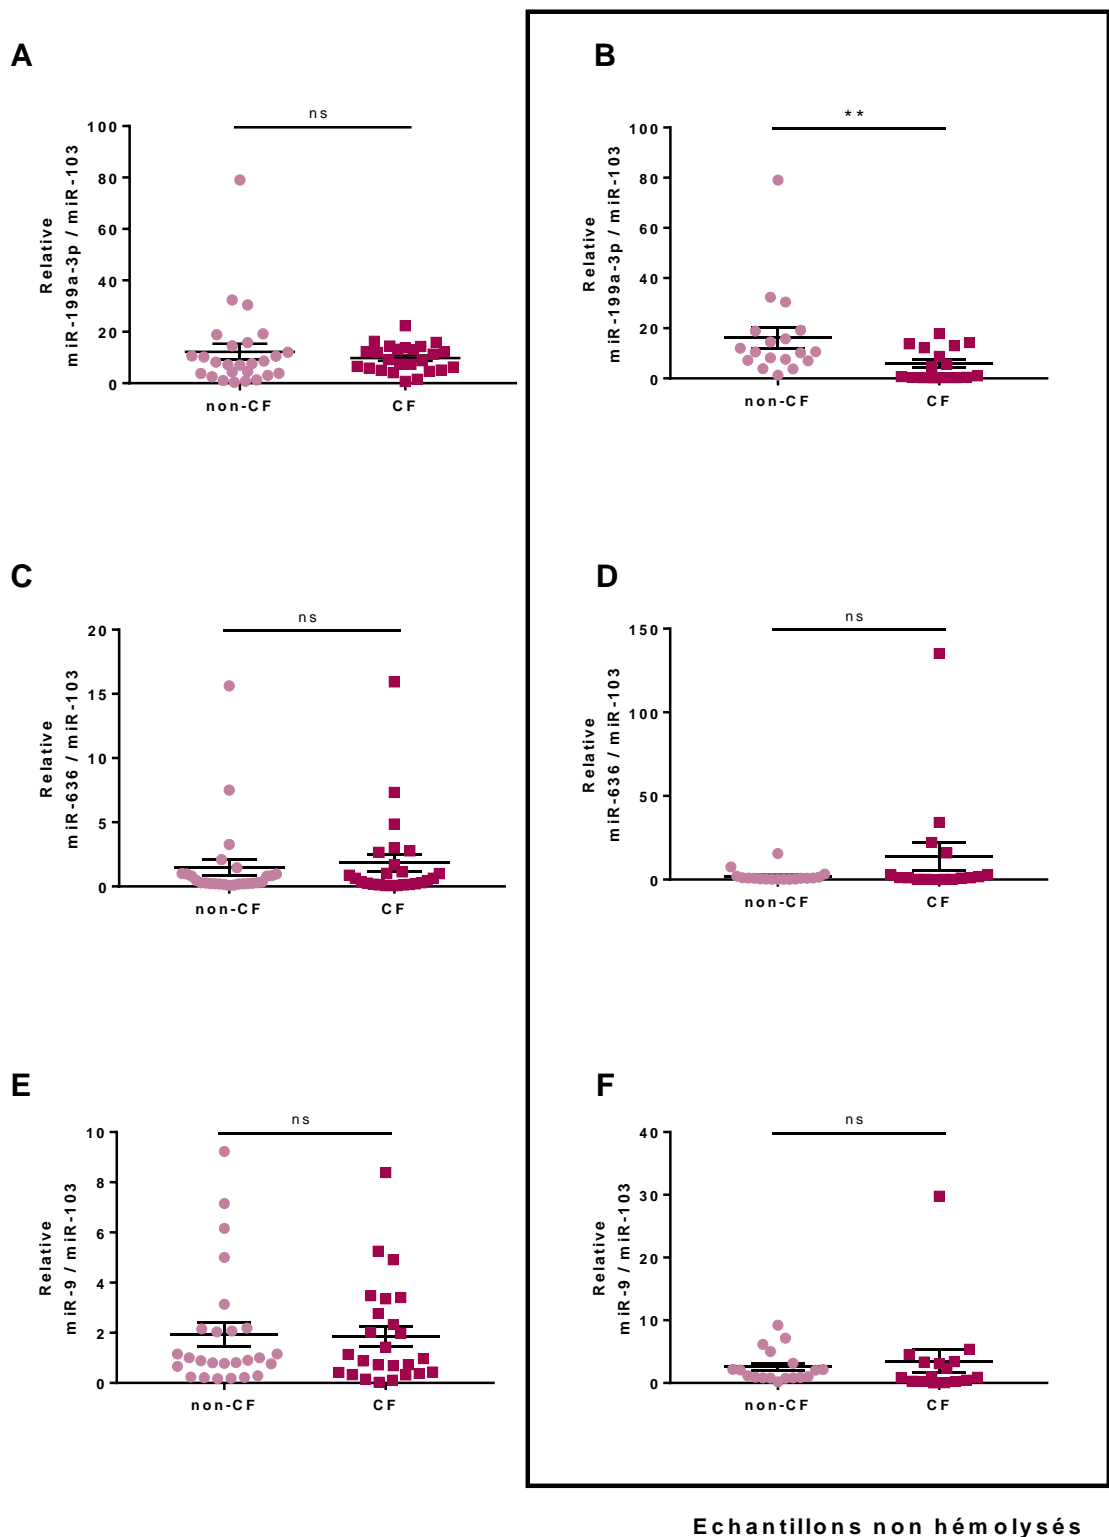 A
ns
Relative
miR-199a-3p / miR-103
100
80
60
40
20
0
non-CF
CF
B
**
Relative
miR-199a-3p / miR-103
100
80
60
40
20
0
non-CF
CF
C
ns
Relative
miR-636 / miR-103
20
15
10
5
0
non-CF
CF
D
ns
Relative
miR-636 / miR-103
150
100
50
0
non-CF
CF
E
ns
Relative
miR-9 / miR-103
10
8
6
4
2
0
non-CF
CF
F
ns
Relative
miR-9 / miR-103
40
30
20
10
0
non-CF
CF
Echantillons non hémolysés